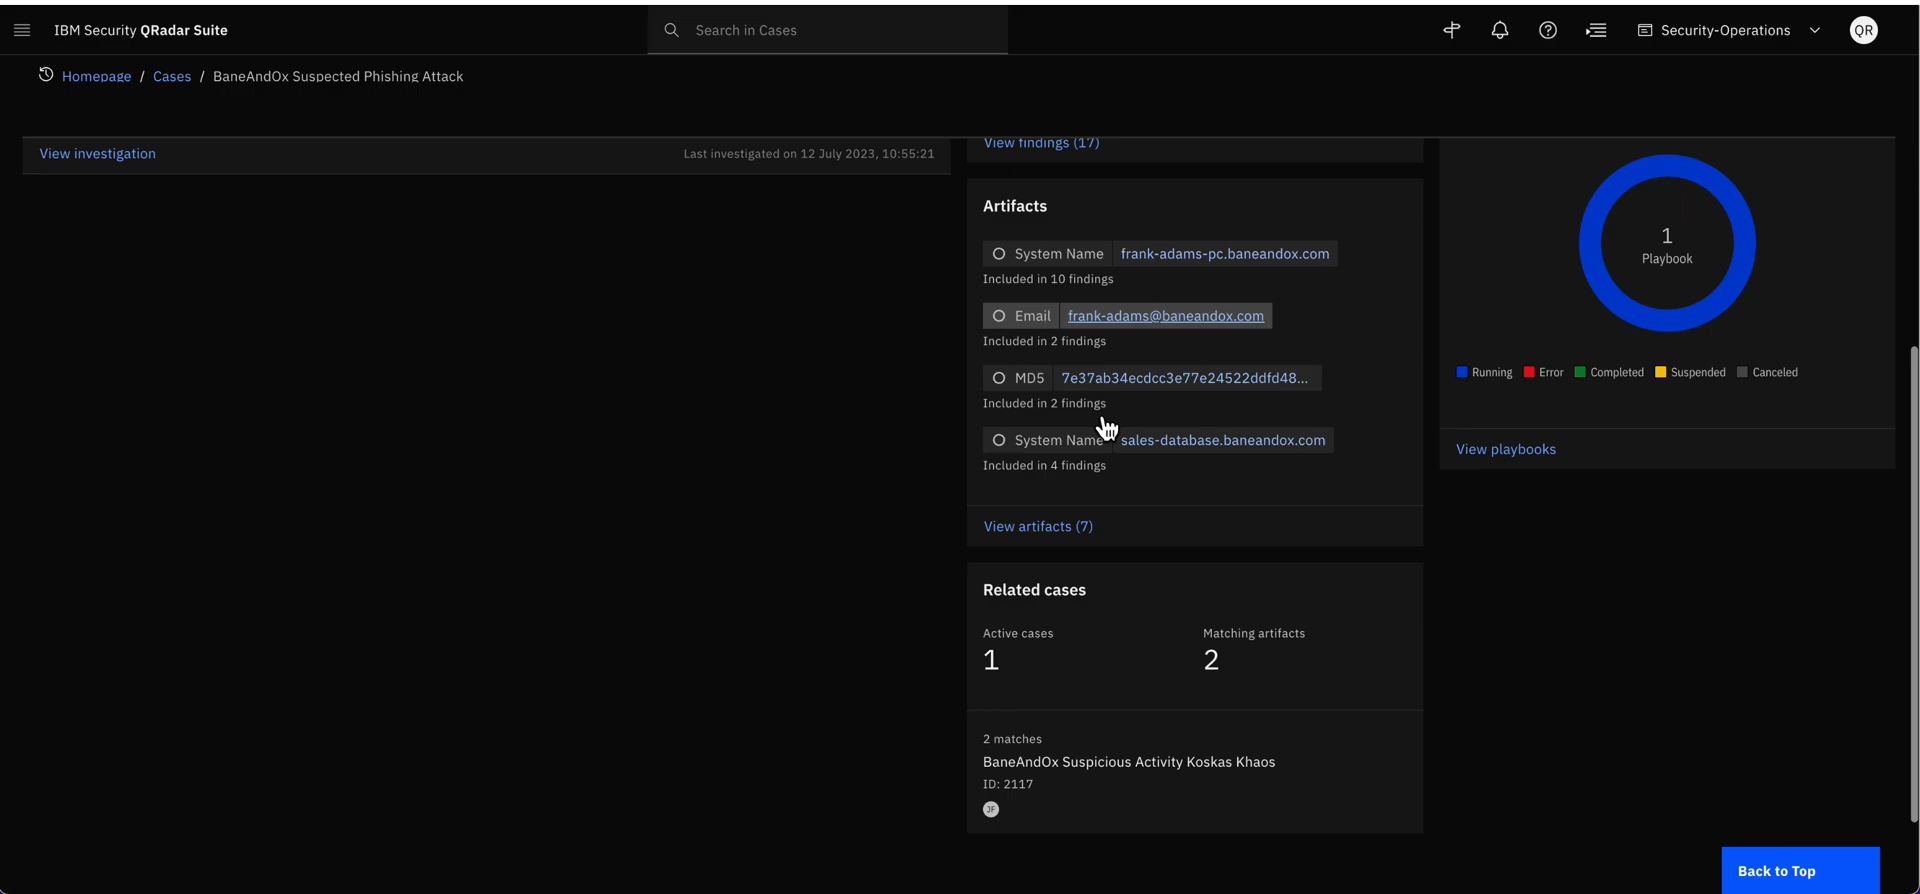 IBM Security QRadar Suite
Search in Cases
Security-Operations
QR
Homepage / Cases / BaneAndOx Suspected Phishing Attack
View investigation
Last investigated on 12 July 2023, 10:55:21
View findings (17)
Artifacts
System Name frank-adams-pc.baneandox.com
Included in 10 findings
Email frank-adams@baneandox.com
Included in 2 findings
MD5 7e37ab34ecdcc3e77e24522ddfd48...
Included in 2 findings
System Name sales-database.baneandox.com
Included in 4 findings
View artifacts (7)
Related cases
Active cases
1
Matching artifacts
2
2 matches
BaneAndOx Suspicious Activity Koskas Khaos
ID: 2117
JF
1
Playbook
Running Error Completed Suspended Canceled
View playbooks
Back to Top